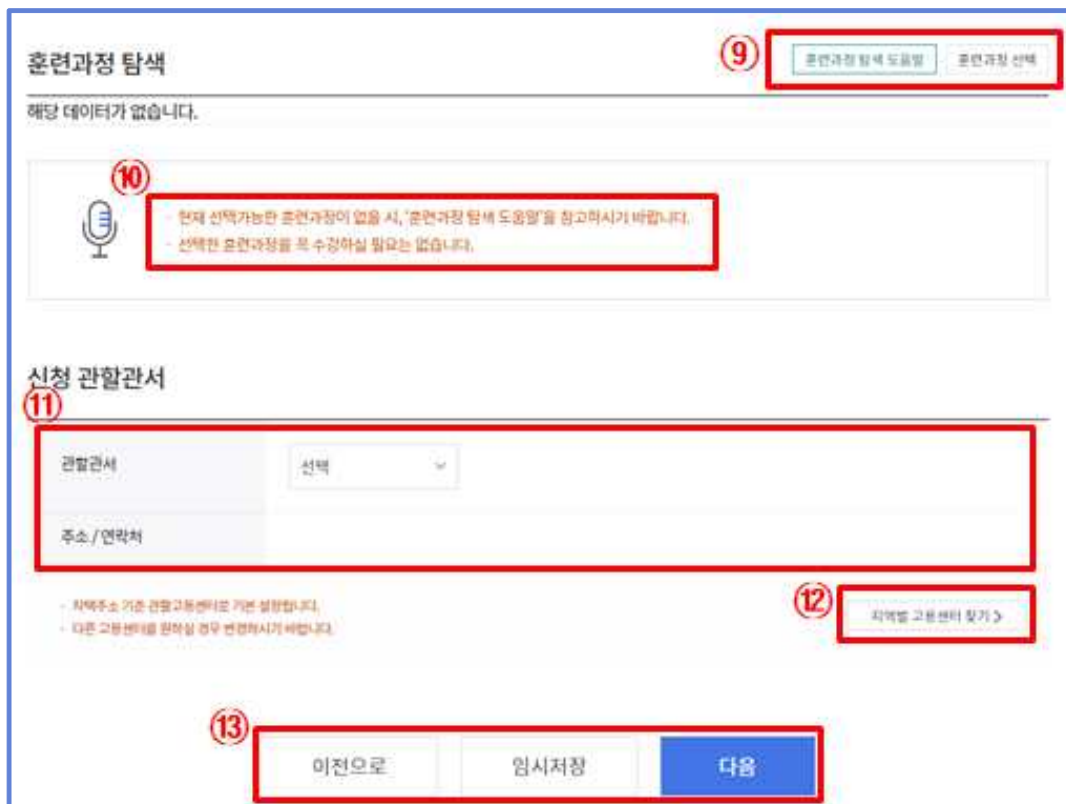 훈련과정 탐색
⑨
훈련과정 탐색 도움말
훈련과정 선택
해당 데이터가 없습니다.
⑩
- 현재 선택가능한 훈련과정이 없을 시, '훈련과정 탐색 도움말'을 참고하시기 바랍니다.
- 선택한 훈련과정을 꼭 수강하실 필요는 없습니다.
신청 관할관서
⑪
관할관서
선택
주소 / 연락처
- 자택주소 기준 관할고용센터로 기본 설정됩니다.
- 다른 고용센터를 원하실 경우 변경하시기 바랍니다.
⑫
지역별 고용센터 찾기 >
⑬
이전으로
임시저장
다음